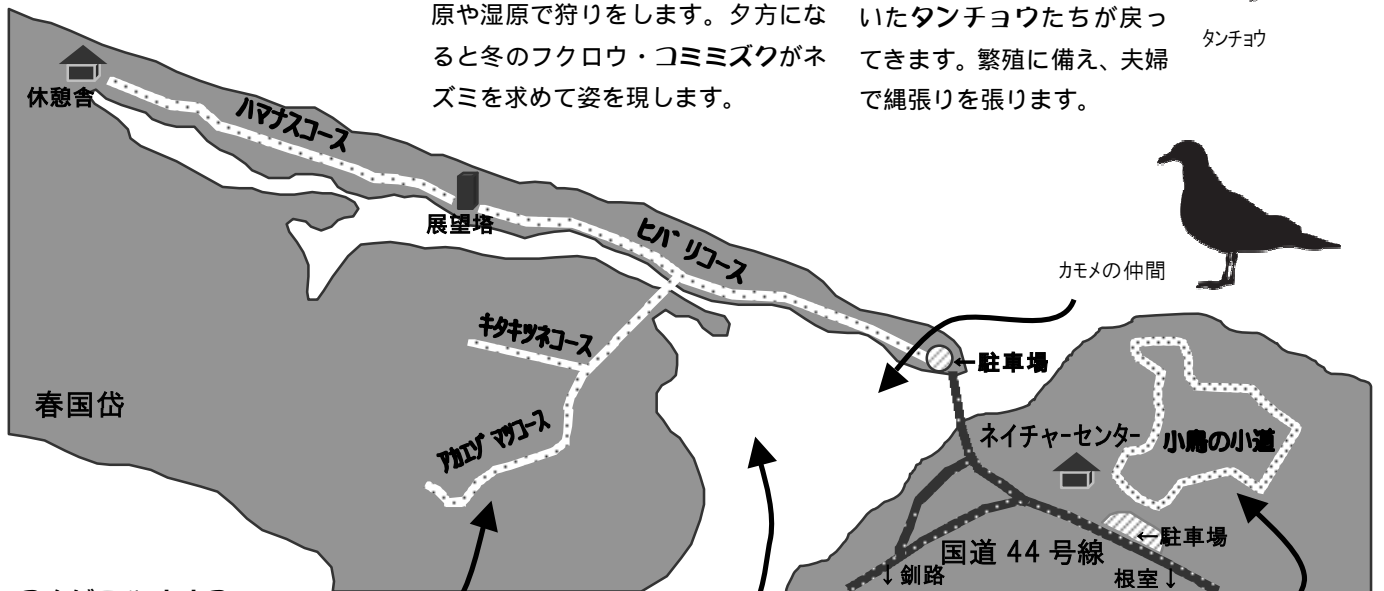 原や湿原で狩りをします。夕方にな
ると冬のフクロウ・コミミズクがネ
ズミを求めて姿を現します。
いたタンチョウたちが戻っ
てきます。繁殖に備え、夫婦
で縄張りを張ります。
タンチョウ
休憩舎
ハマナスコース
展望塔
ヒバリコース
カモメの仲間
キタキツネコース
←駐車場
春国岱
アカエゾマツコース
ネイチャーセンター
小鳥の小道
←駐車場
国道 44 号線
↓釧路
根室↓